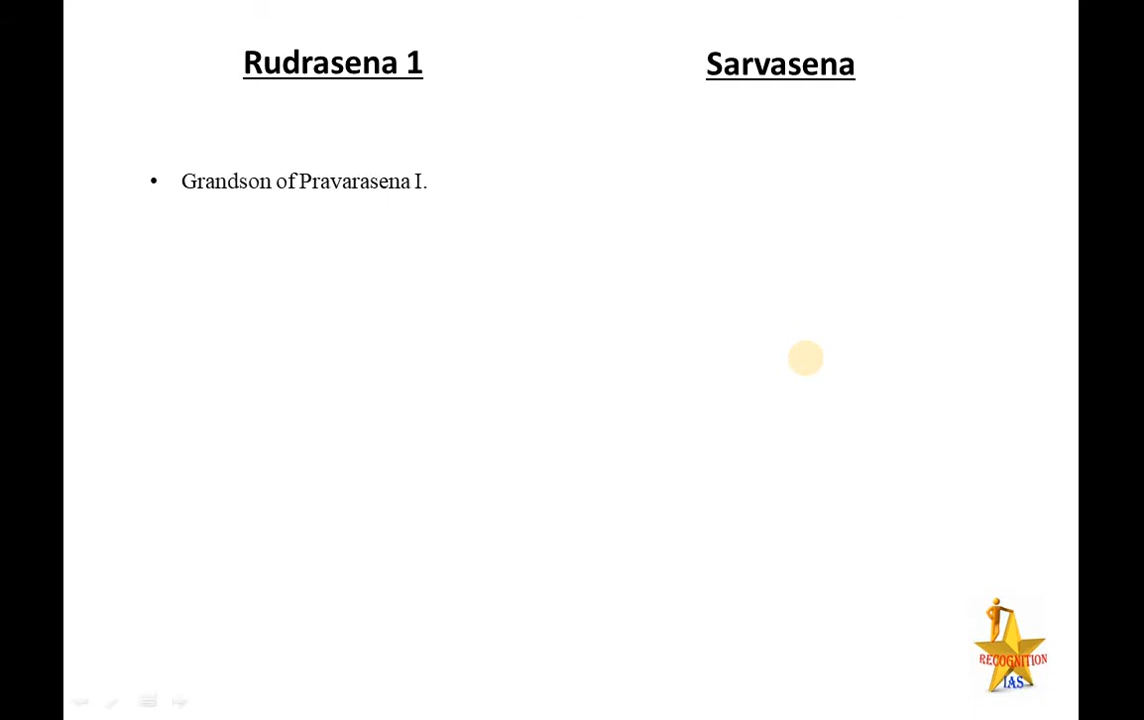 Rudrasena 1
Sarvasena
• Grandson of Pravarasena I.
RECOGNITION
IAS